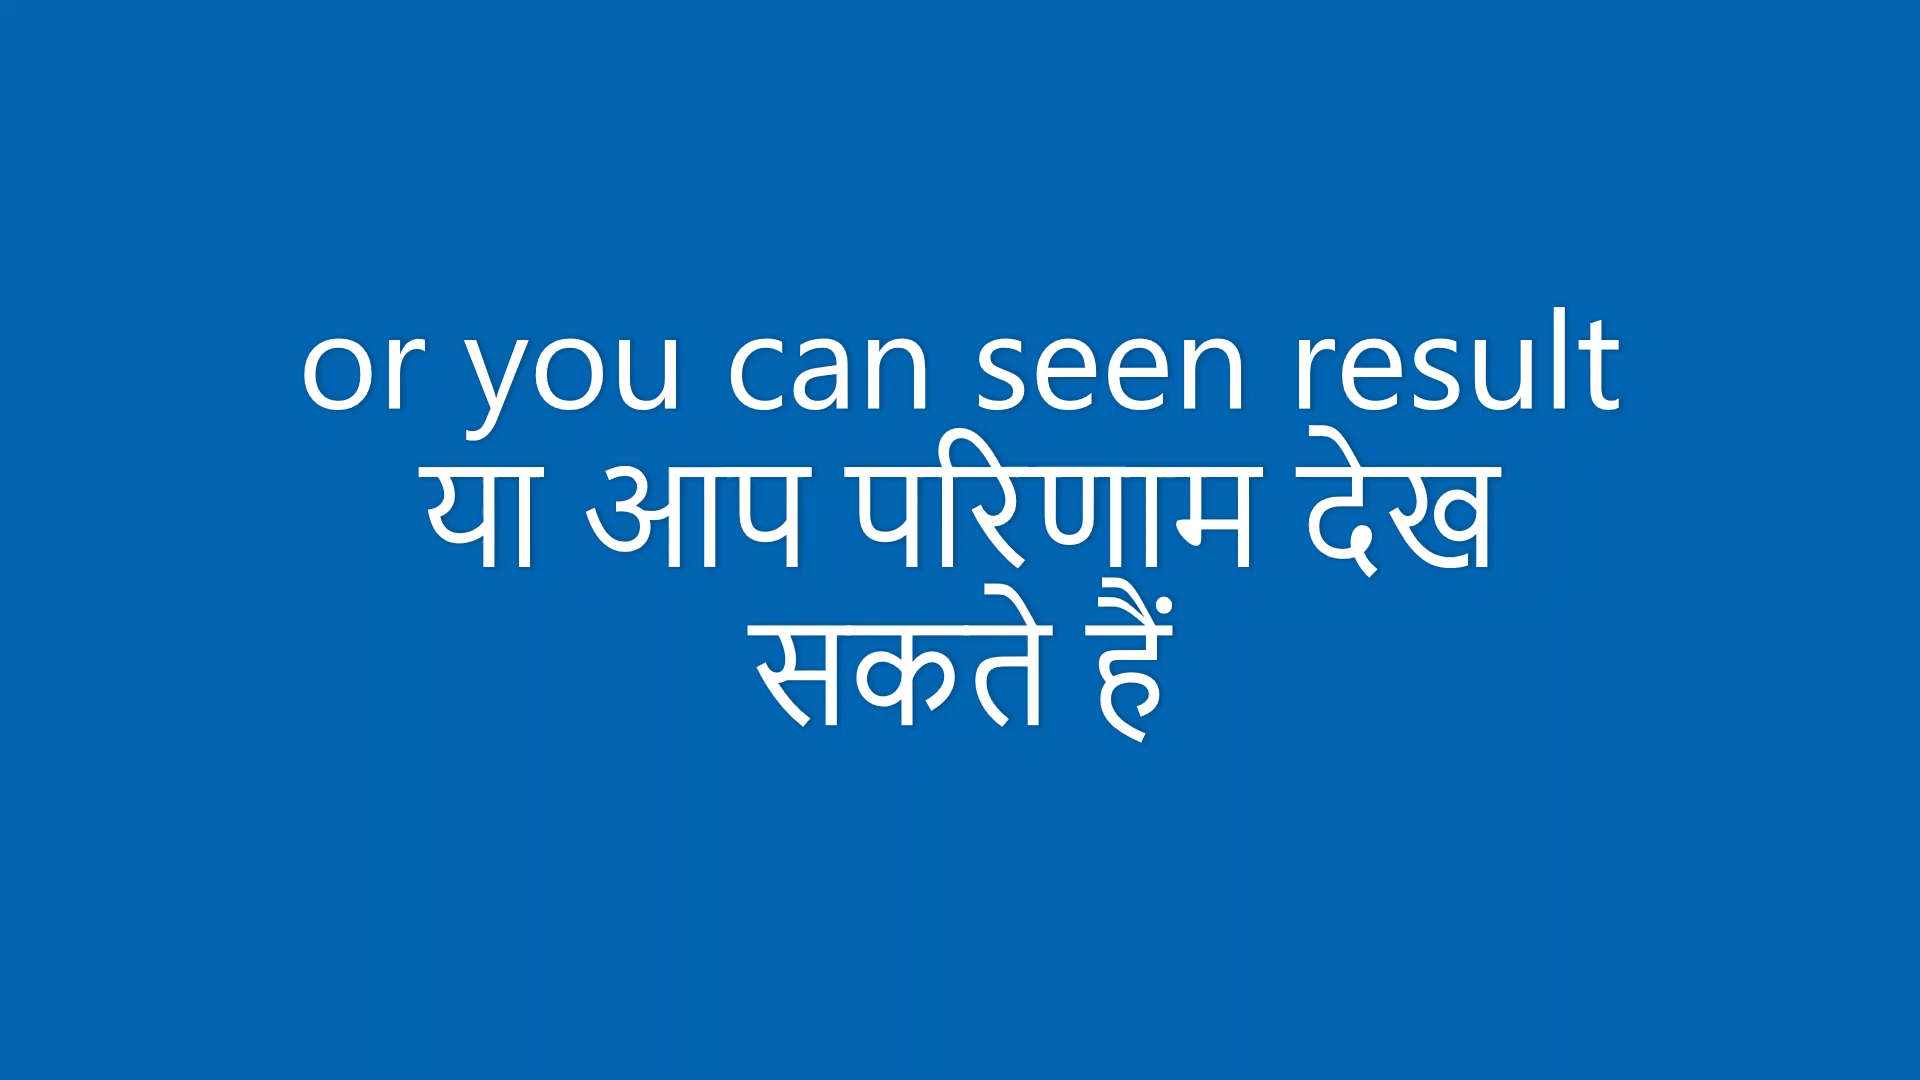 or you can seen result
या आप परिणाम देख
सकते हैं